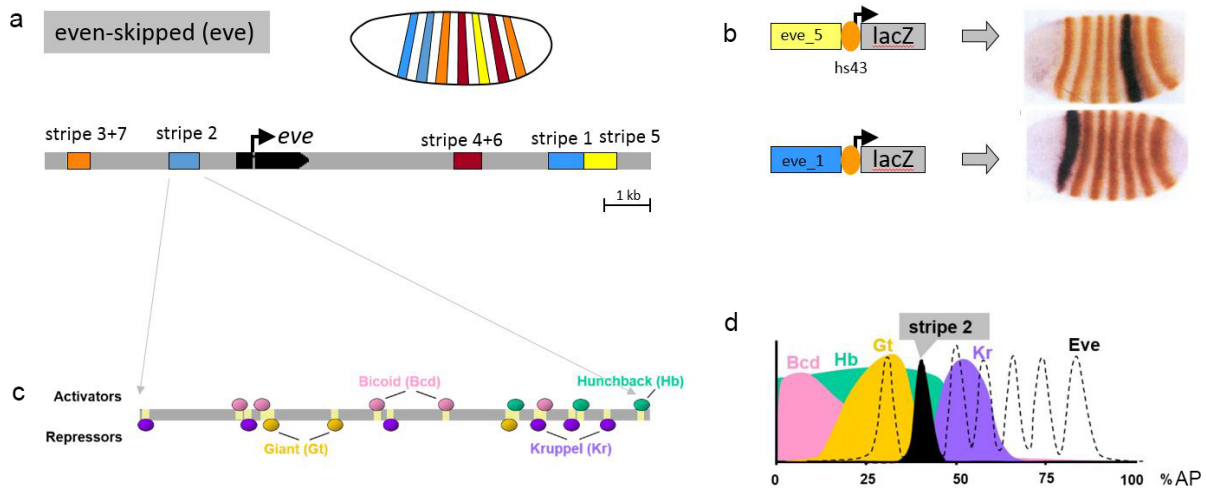 a
even-skipped (eve)
stripe 3+7
stripe 2
eve
stripe 4+6
stripe 1
stripe 5
1 kb
b
eve_5
lacZ
hs43
eve_1
lacZ
c
Activators
Repressors
Bicoid (Bcd)
Hunchback (Hb)
Giant (Gt)
Kruppel (Kr)
d
stripe 2
Bcd
Hb
Gt
Kr
Eve
0 25 50 75 100 % AP